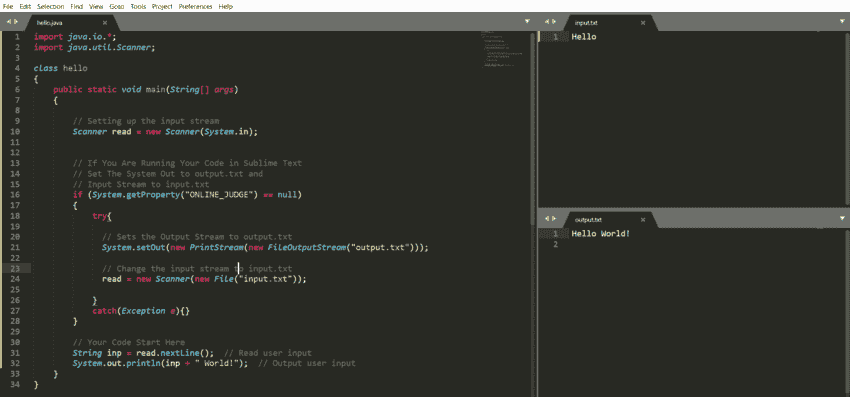 File Edit Selection Find View Goto Tools Project Preferences Help
hello.java
1 import java.io.*;
2 import java.util.Scanner;
3
4 class hello
5 {
6 public static void main(String[] args)
7 {
8
9 // Setting up the input stream
10 Scanner read = new Scanner(System.in);
11
12
13 // If You Are Running Your Code in Sublime Text
14 // Set The System Out to output.txt and
15 // Input Stream to input.txt
16 if (System.getProperty("ONLINE_JUDGE") == null)
17 {
18 try{
19
20 // Sets the Output Stream to output.txt
21 System.setOut(new PrintStream(new FileOutputStream("output.txt")));
22
23 // Change the input stream to input.txt
24 read = new Scanner(new File("input.txt"));
25
26 }
27 catch(Exception e){}
28 }
29
30 // Your Code Start Here
31 String inp = read.nextLine(); // Read user input
32 System.out.println(inp + " World!"); // Output user input
33 }
34 }
input.txt
1 Hello
output.txt
1 Hello World!
2